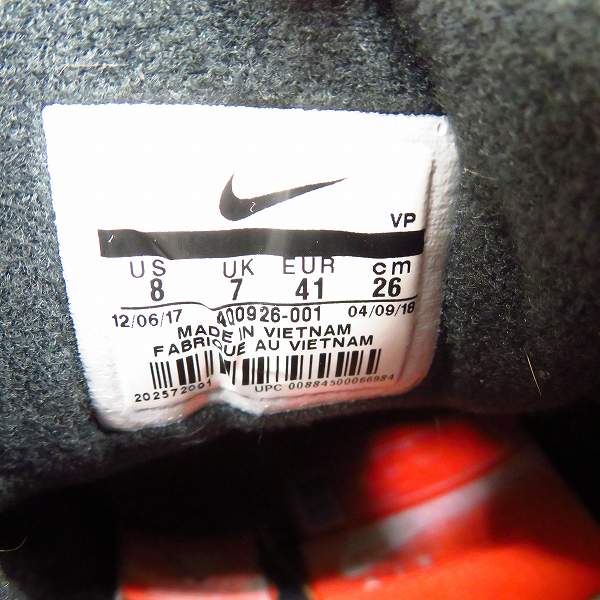 VP
US UK EUR cm
8 7 41 26
12/06/17 400926-001 04/09/18
MADE IN VIETNAM
FABRIQUE AU VIETNAM
UPC 00884500066984